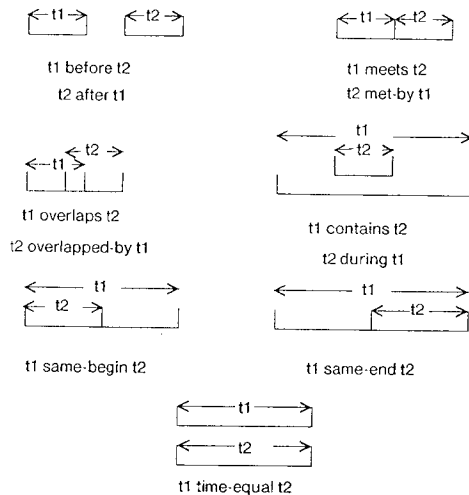 t1 t2
t1 before t2
t2 after t1
t1 t2
t1 meets t2
t2 met-by t1
t2
t1
t1 overlaps t2
t2 overlapped-by t1
t1
t2
t1 contains t2
t2 during t1
t1
t2
t1 same-begin t2
t1
t2
t1 same-end t2
t1
t2
t1 time-equal t2